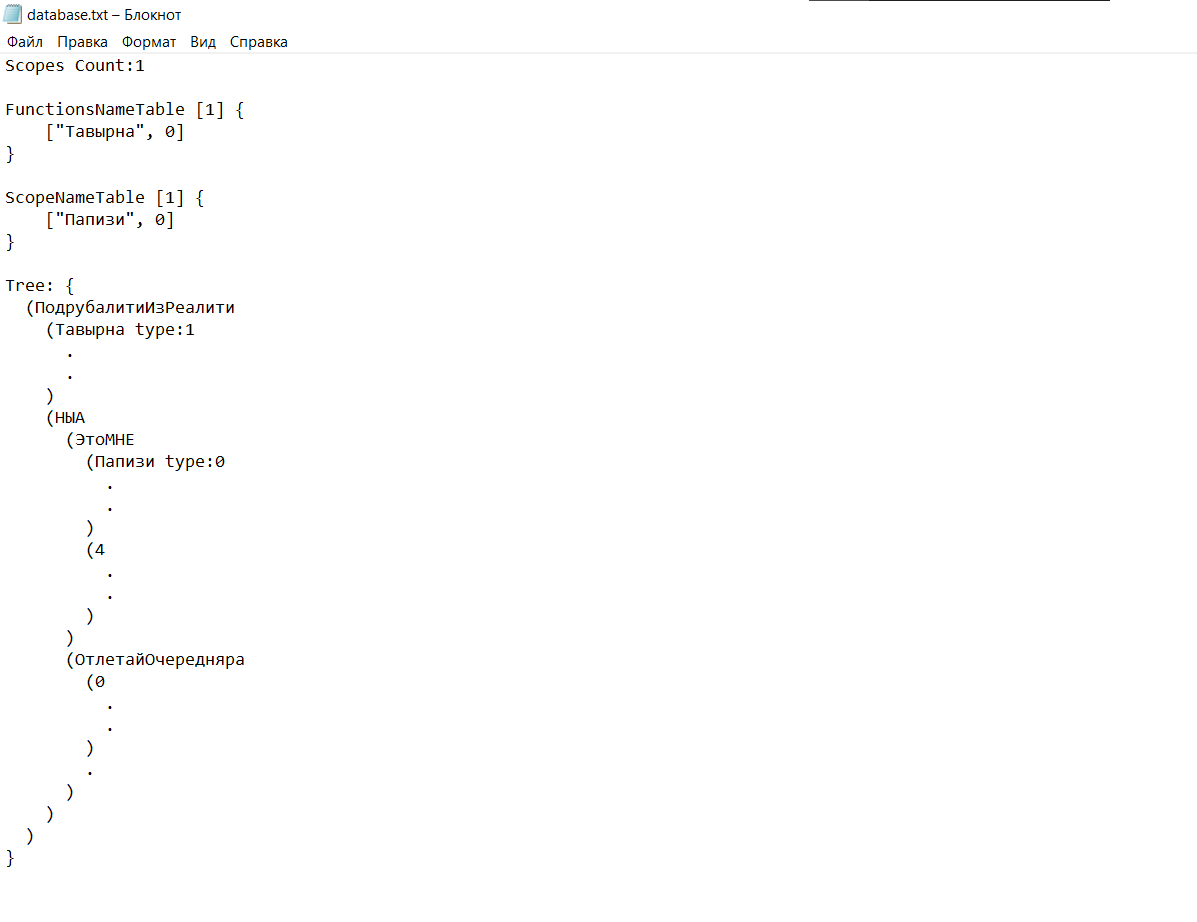 database.txt – Блокнот
Файл Правка Формат Вид Справка
Scopes Count:1

FunctionsNameTable [1] {
    ["Тавырна", 0]
}

ScopeNameTable [1] {
    ["Папизи", 0]
}

Tree: {
  (ПодрубалитиИзРеалити
    (Тавырна type:1
      .
      .
    )
    (НЫА
      (ЭтоМНЕ
        (Папизи type:0
          .
          .
        )
        (4
          .
          .
        )
      )
      (ОтлетайОчередняра
        (0
          .
          .
        )
        .
      )
    )
  )
}